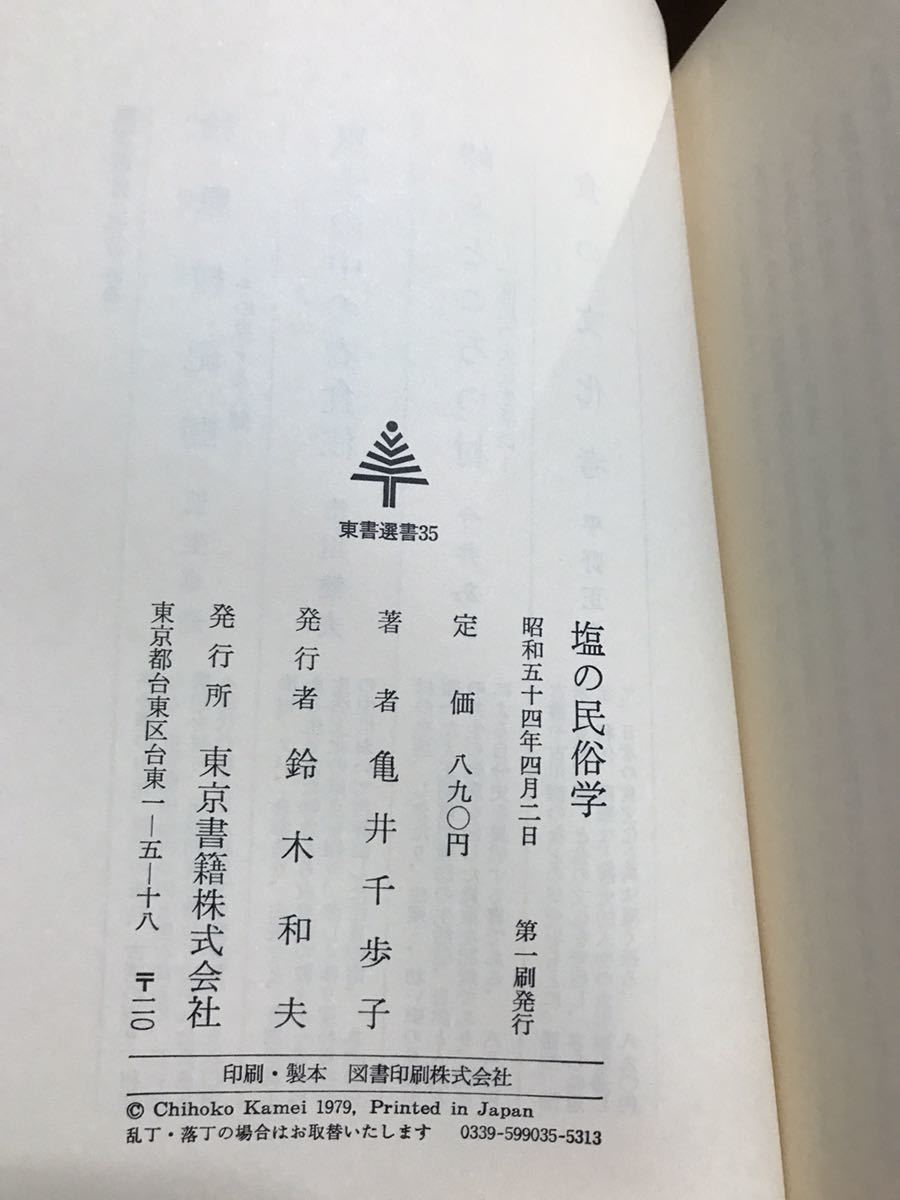 東書選書35
塩の民俗学
昭和五十四年四月二日　第一刷発行
定価　八九〇円
著者　亀井千歩子
発行者　鈴木和夫
発行所　東京書籍株式会社
東京都台東区台東一―五―十八　〒一一〇
印刷・製本　図書印刷株式会社
© Chihoko Kamei 1979, Printed in Japan
乱丁・落丁の場合はお取替いたします　0339-599035-5313